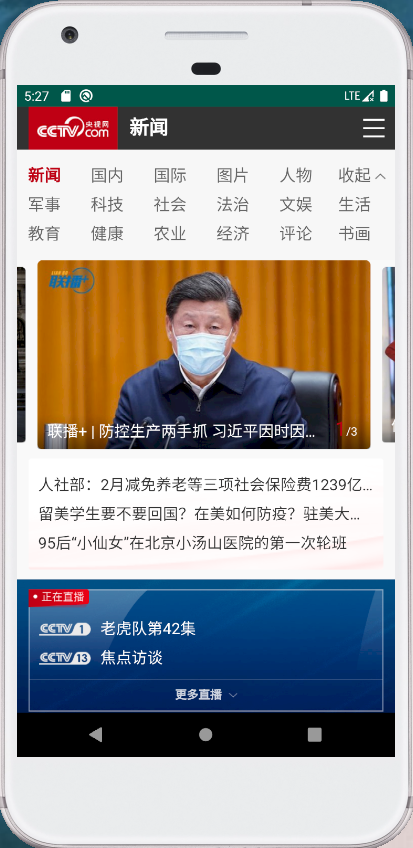 5:27 LTE
CCTV.com 央视网 新闻
新闻 国内 国际 图片 人物 收起
军事 科技 社会 法治 文娱 生活
教育 健康 农业 经济 评论 书画
联播+
联播+ | 防控生产两手抓 习近平因时因... 1/3
人社部：2月减免养老等三项社会保险费1239亿...
留美学生要不要回国？在美如何防疫？驻美大...
95后“小仙女”在北京小汤山医院的第一次轮班
正在直播
CCTV 1 老虎队第42集
CCTV 13 焦点访谈
更多直播